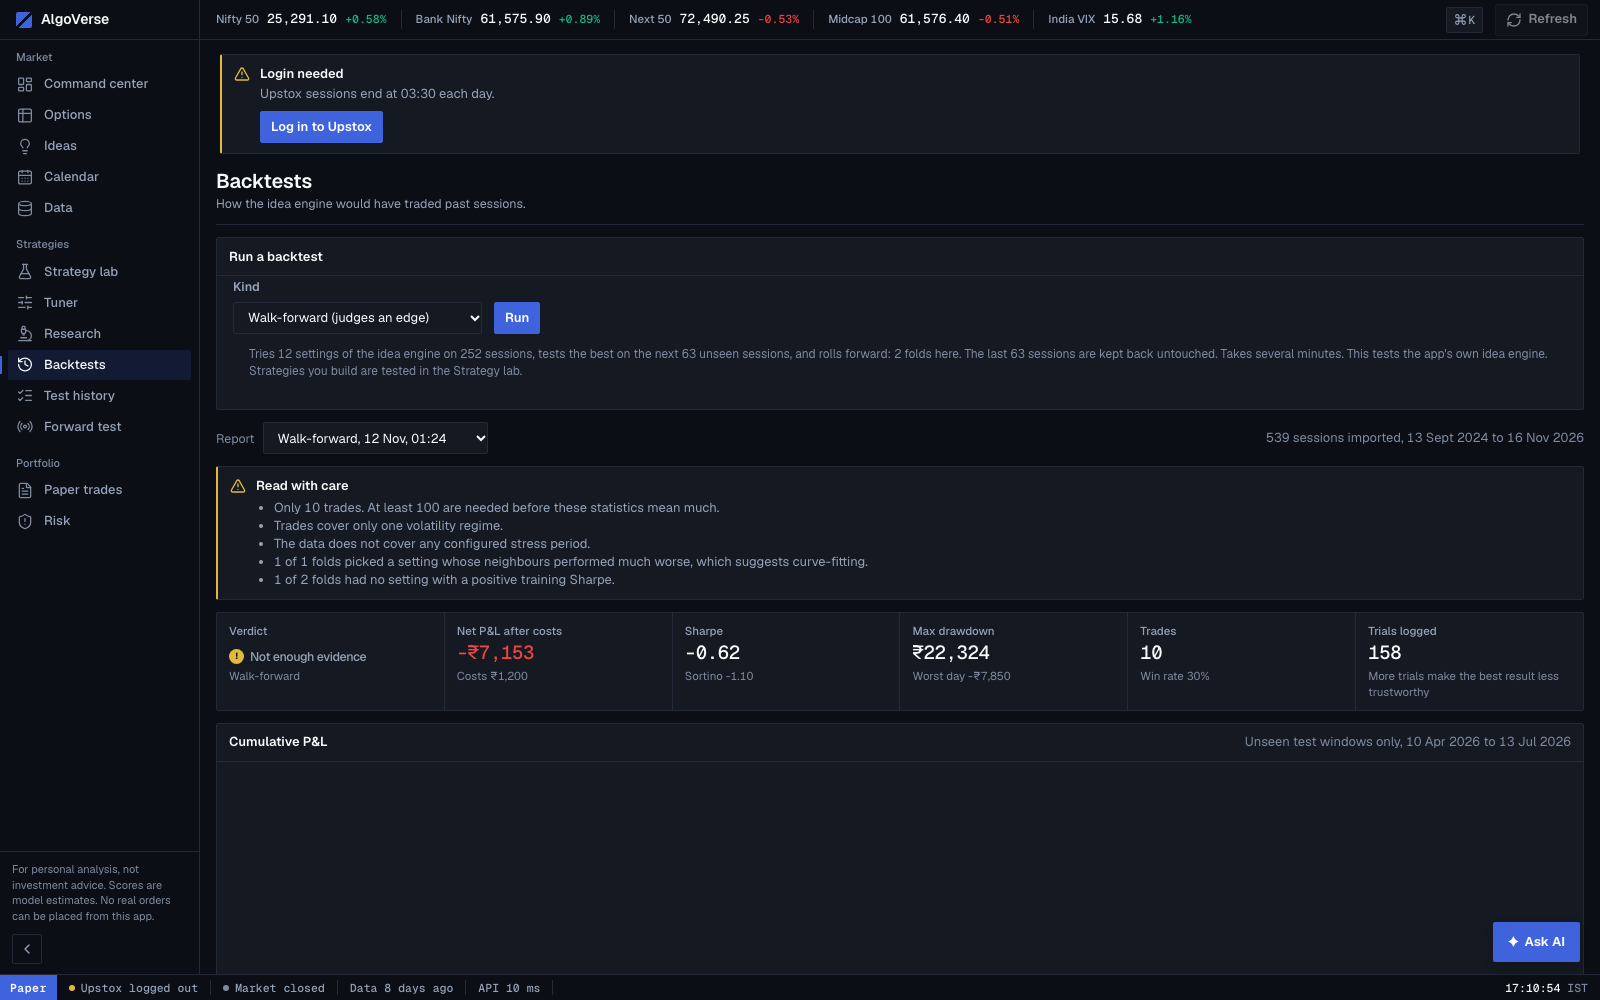 AlgoVerse
Nifty 50 25,291.10 +0.58%
Bank Nifty 61,575.90 +0.89%
Next 50 72,490.25 -0.53%
Midcap 100 61,576.40 -0.51%
India VIX 15.68 +1.16%
⌘K
Refresh
Market
Command center
Options
Ideas
Calendar
Data
Strategies
Strategy lab
Tuner
Research
Backtests
Test history
Forward test
Portfolio
Paper trades
Risk
For personal analysis, not
investment advice. Scores are
model estimates. No real orders
can be placed from this app.
Login needed
Upstox sessions end at 03:30 each day.
Log in to Upstox
Backtests
How the idea engine would have traded past sessions.
Run a backtest
Kind
Walk-forward (judges an edge)
Run
Tries 12 settings of the idea engine on 252 sessions, tests the best on the next 63 unseen sessions, and rolls forward: 2 folds here. The last 63 sessions are kept back untouched. Takes several minutes. This tests the app's own idea engine.
Strategies you build are tested in the Strategy lab.
Report
Walk-forward, 12 Nov, 01:24
539 sessions imported, 13 Sept 2024 to 16 Nov 2026
Read with care
• Only 10 trades. At least 100 are needed before these statistics mean much.
• Trades cover only one volatility regime.
• The data does not cover any configured stress period.
• 1 of 1 folds picked a setting whose neighbours performed much worse, which suggests curve-fitting.
• 1 of 2 folds had no setting with a positive training Sharpe.
Verdict
Not enough evidence
Walk-forward
Net P&L after costs
-₹7,153
Costs ₹1,200
Sharpe
-0.62
Sortino -1.10
Max drawdown
₹22,324
Worst day -₹7,850
Trades
10
Win rate 30%
Trials logged
158
More trials make the best result less
trustworthy
Cumulative P&L
Unseen test windows only, 10 Apr 2026 to 13 Jul 2026
Ask AI
Paper
Upstox logged out
Market closed
Data 8 days ago
API 10 ms
17:10:54 IST